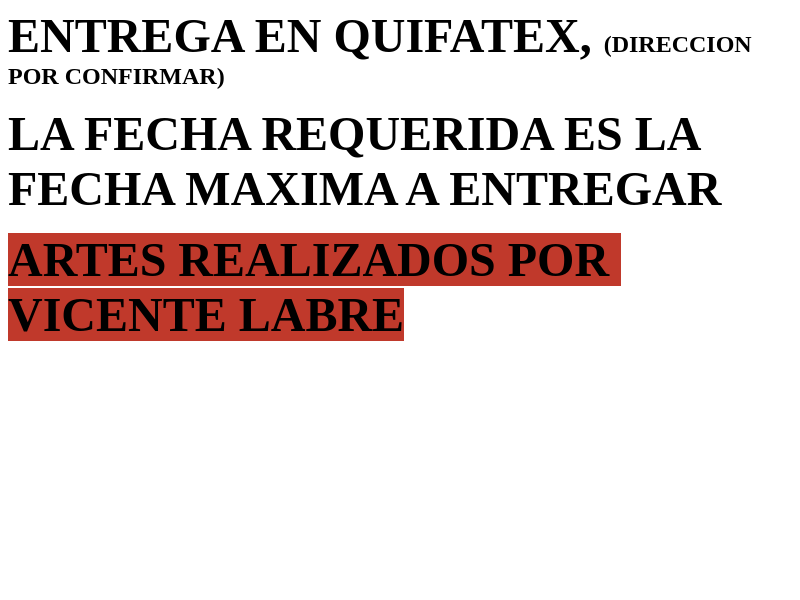 ENTREGA EN QUIFATEX, (DIRECCION
POR CONFIRMAR)
LA FECHA REQUERIDA ES LA
FECHA MAXIMA A ENTREGAR
ARTES REALIZADOS POR
VICENTE LABRE